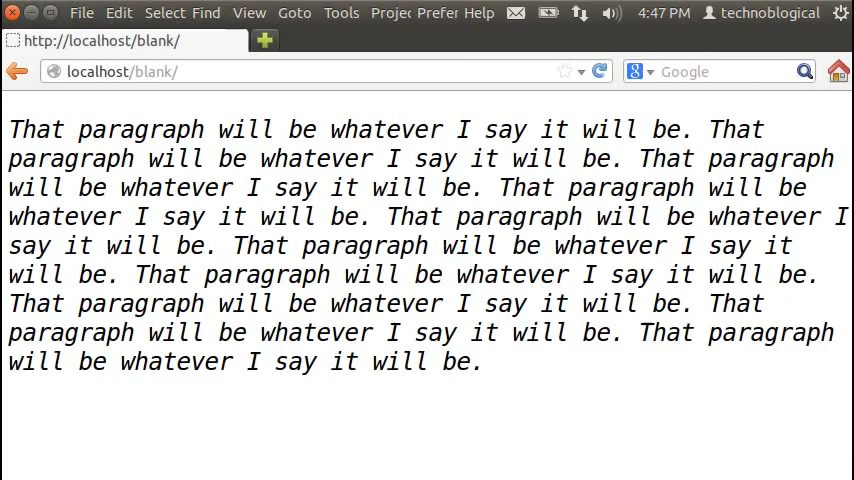 File Edit Select Find View Goto Tools Projec Prefer Help 4:47 PM technoblogical
http://localhost/blank/
localhost/blank/ Google
That paragraph will be whatever I say it will be. That
paragraph will be whatever I say it will be. That paragraph
will be whatever I say it will be. That paragraph will be
whatever I say it will be. That paragraph will be whatever I
say it will be. That paragraph will be whatever I say it
will be. That paragraph will be whatever I say it will be.
That paragraph will be whatever I say it will be. That
paragraph will be whatever I say it will be. That paragraph
will be whatever I say it will be.